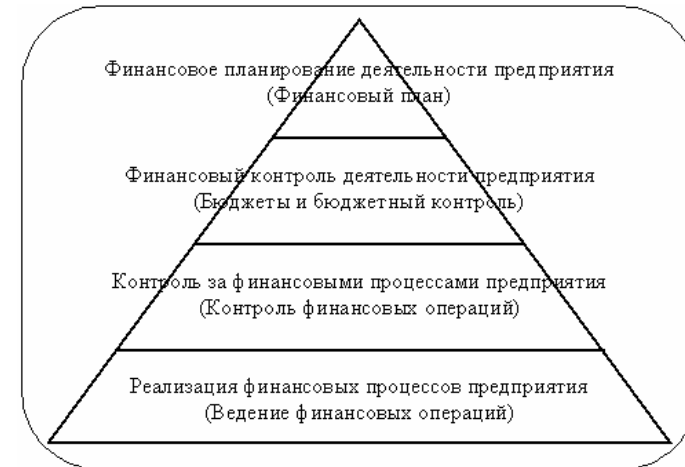 Финансовое планирование деятельности предприятия
(Финансовый план)
Финансовый контроль деятельности предприятия
(Бюджеты и бюджетный контроль)
Контроль за финансовыми процессами предприятия
(Контроль финансовых операций)
Реализация финансовых процессов предприятия
(Ведение финансовых операций)